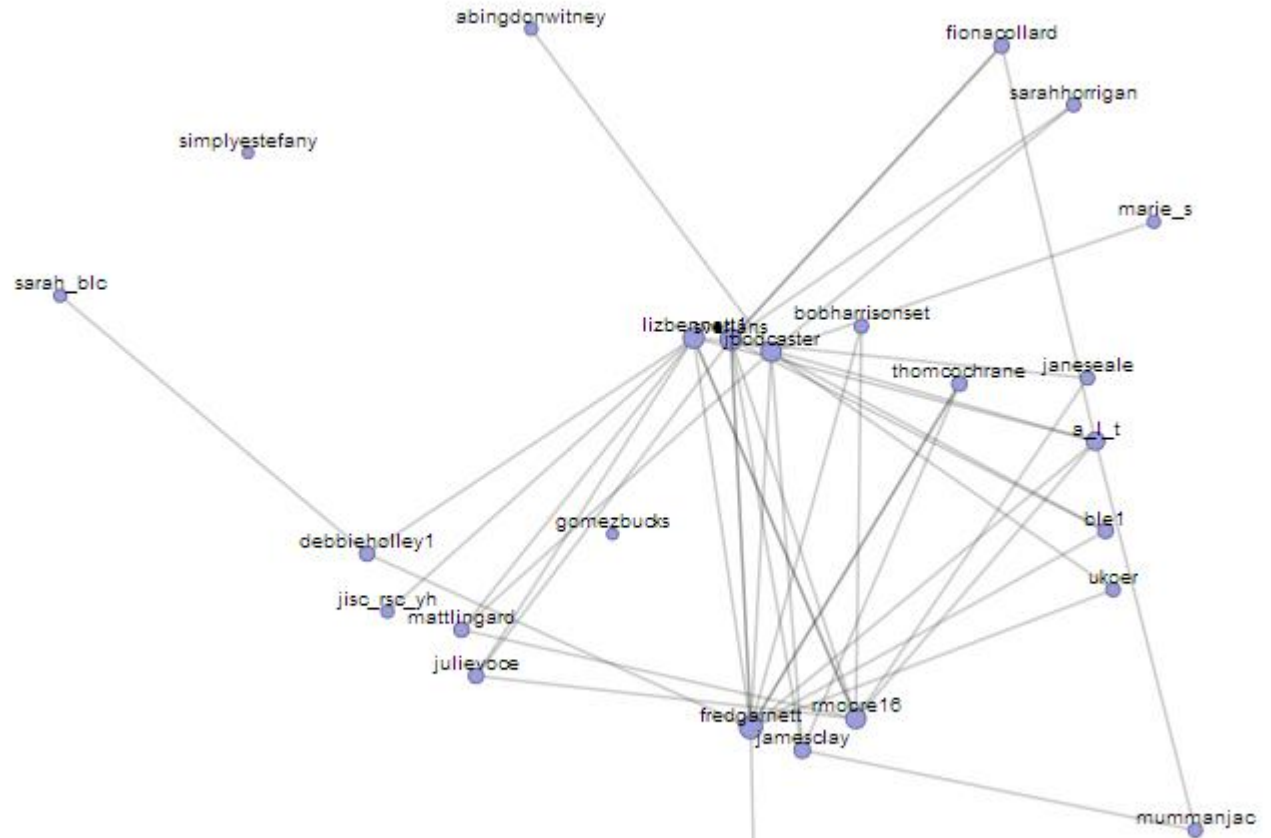 abingdonwitney
fionacollard
sarahhorrigan
simplyestefany
marie_s
sarah_blc
bobharrisonset
lizbennett1
jpodcaster
thomcochrane
janeseale
a_l_t
ble1
gomezbucks
debbieholley1
ukoer
jisc_rsc_yh
mattlingard
julievoce
rmoore16
fredgarnett
jamesclay
mummanjac